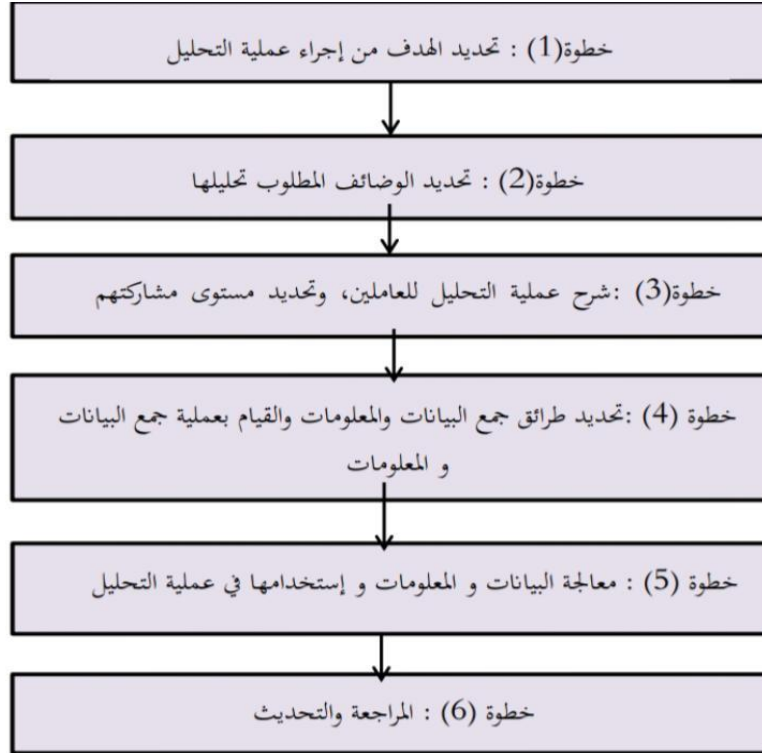 خطوة(1) : تحديد الهدف من إجراء عملية التحليل
خطوة(2) : تحديد الوضائف المطلوب تحليلها
خطوة(3) :شرح عملية التحليل للعاملين، وتحديد مستوى مشاركتهم
خطوة (4) :تحديد طرائق جمع البيانات والمعلومات والقيام بعملية جمع البيانات
و المعلومات
خطوة (5) : معالجة البيانات و المعلومات و إستخدامها في عملية التحليل
خطوة (6) : المراجعة والتحديث